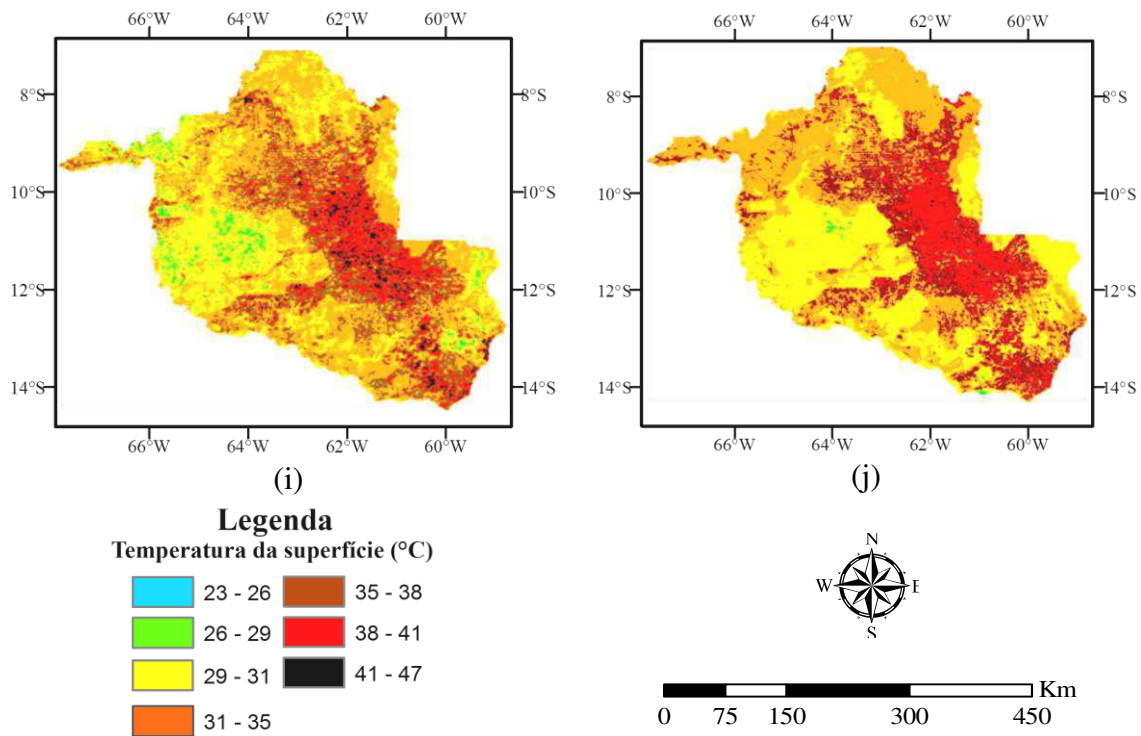 66°W 64°W 62°W 60°W
66°W 64°W 62°W 60°W
8°S 8°S 8°S 8°S
10°S 10°S 10°S 10°S
12°S 12°S 12°S 12°S
14°S 14°S 14°S 14°S
66°W 64°W 62°W 60°W
66°W 64°W 62°W 60°W
(i)
(j)
Legenda
Temperatura da superfície (°C)
23 - 26 35 - 38
26 - 29 38 - 41
29 - 31 41 - 47
31 - 35
N
W E
S
Km
0 75 150 300 450